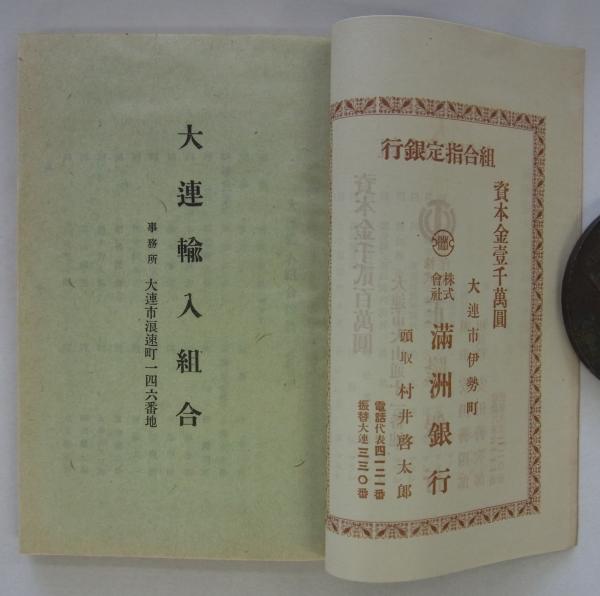 組合指定銀行
資本金壹千萬圓
大連市伊勢町
株式會社 滿洲銀行
頭取 村井啓太郎
電話代表四一二一番
振替大連三三〇番
大連輸入組合
事務所 大連市浪速町一四六番地